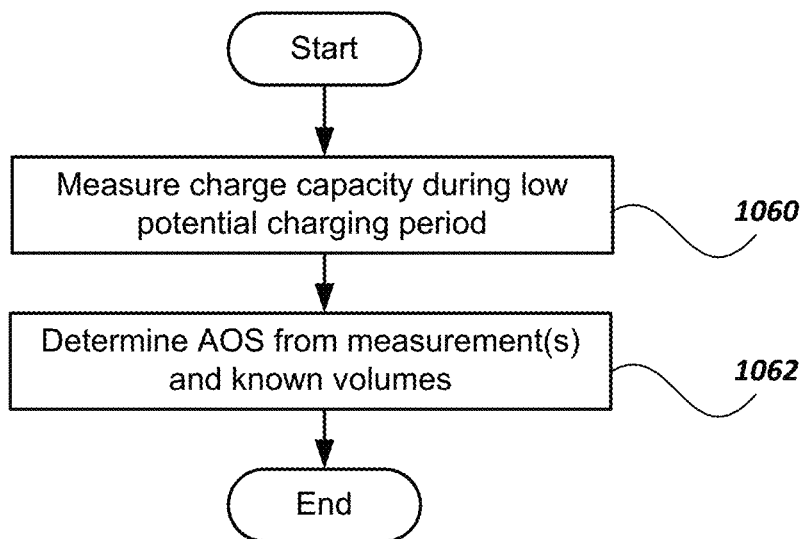 Start
Measure charge capacity during low
potential charging period
1060
Determine AOS from measurement(s)
and known volumes
1062
End